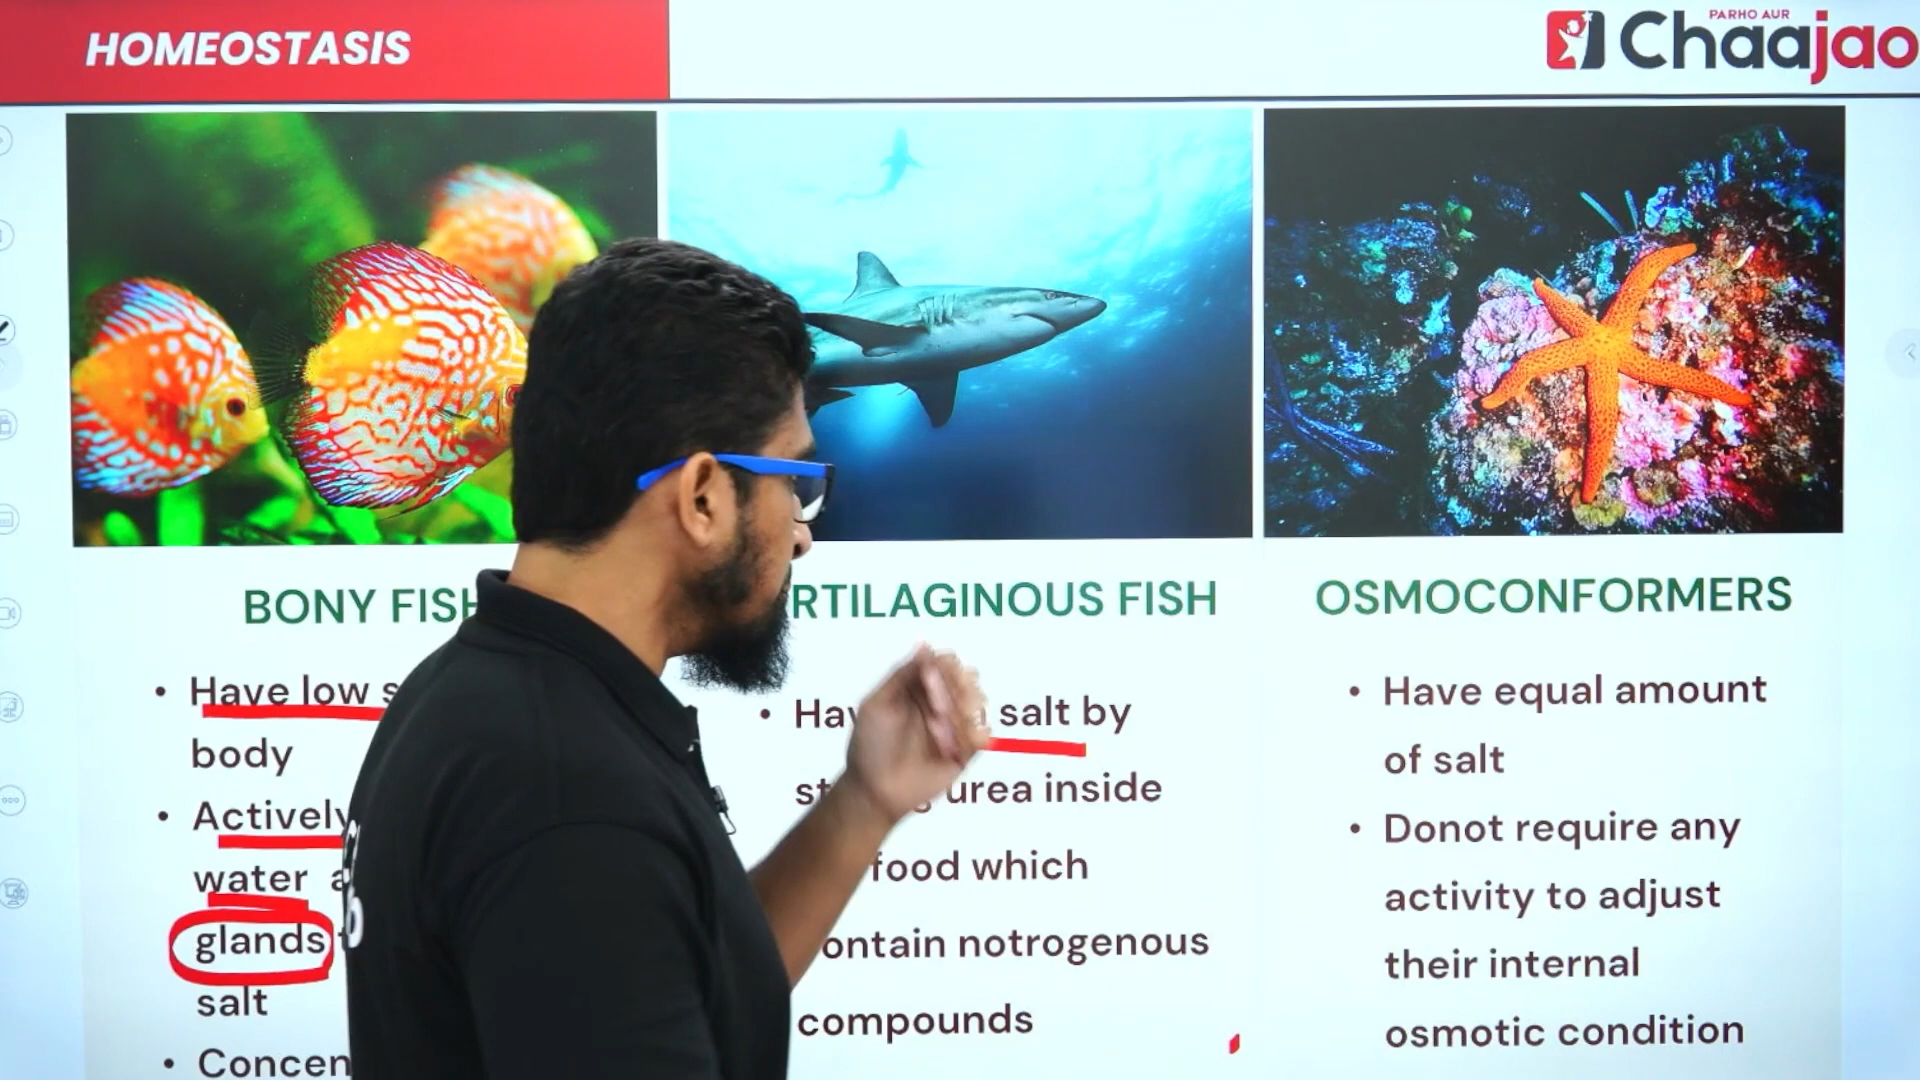 HOMEOSTASIS
PARHO AUR
Chaajao
BONY FISH
Have low
body
Actively
water
glands
salt
RTILAGINOUS FISH
salt by
urea inside
food which
ontain notrogenous
compounds
OSMOCONFORMERS
Have equal amount
of salt
Donot require any
activity to adjust
their internal
osmotic condition